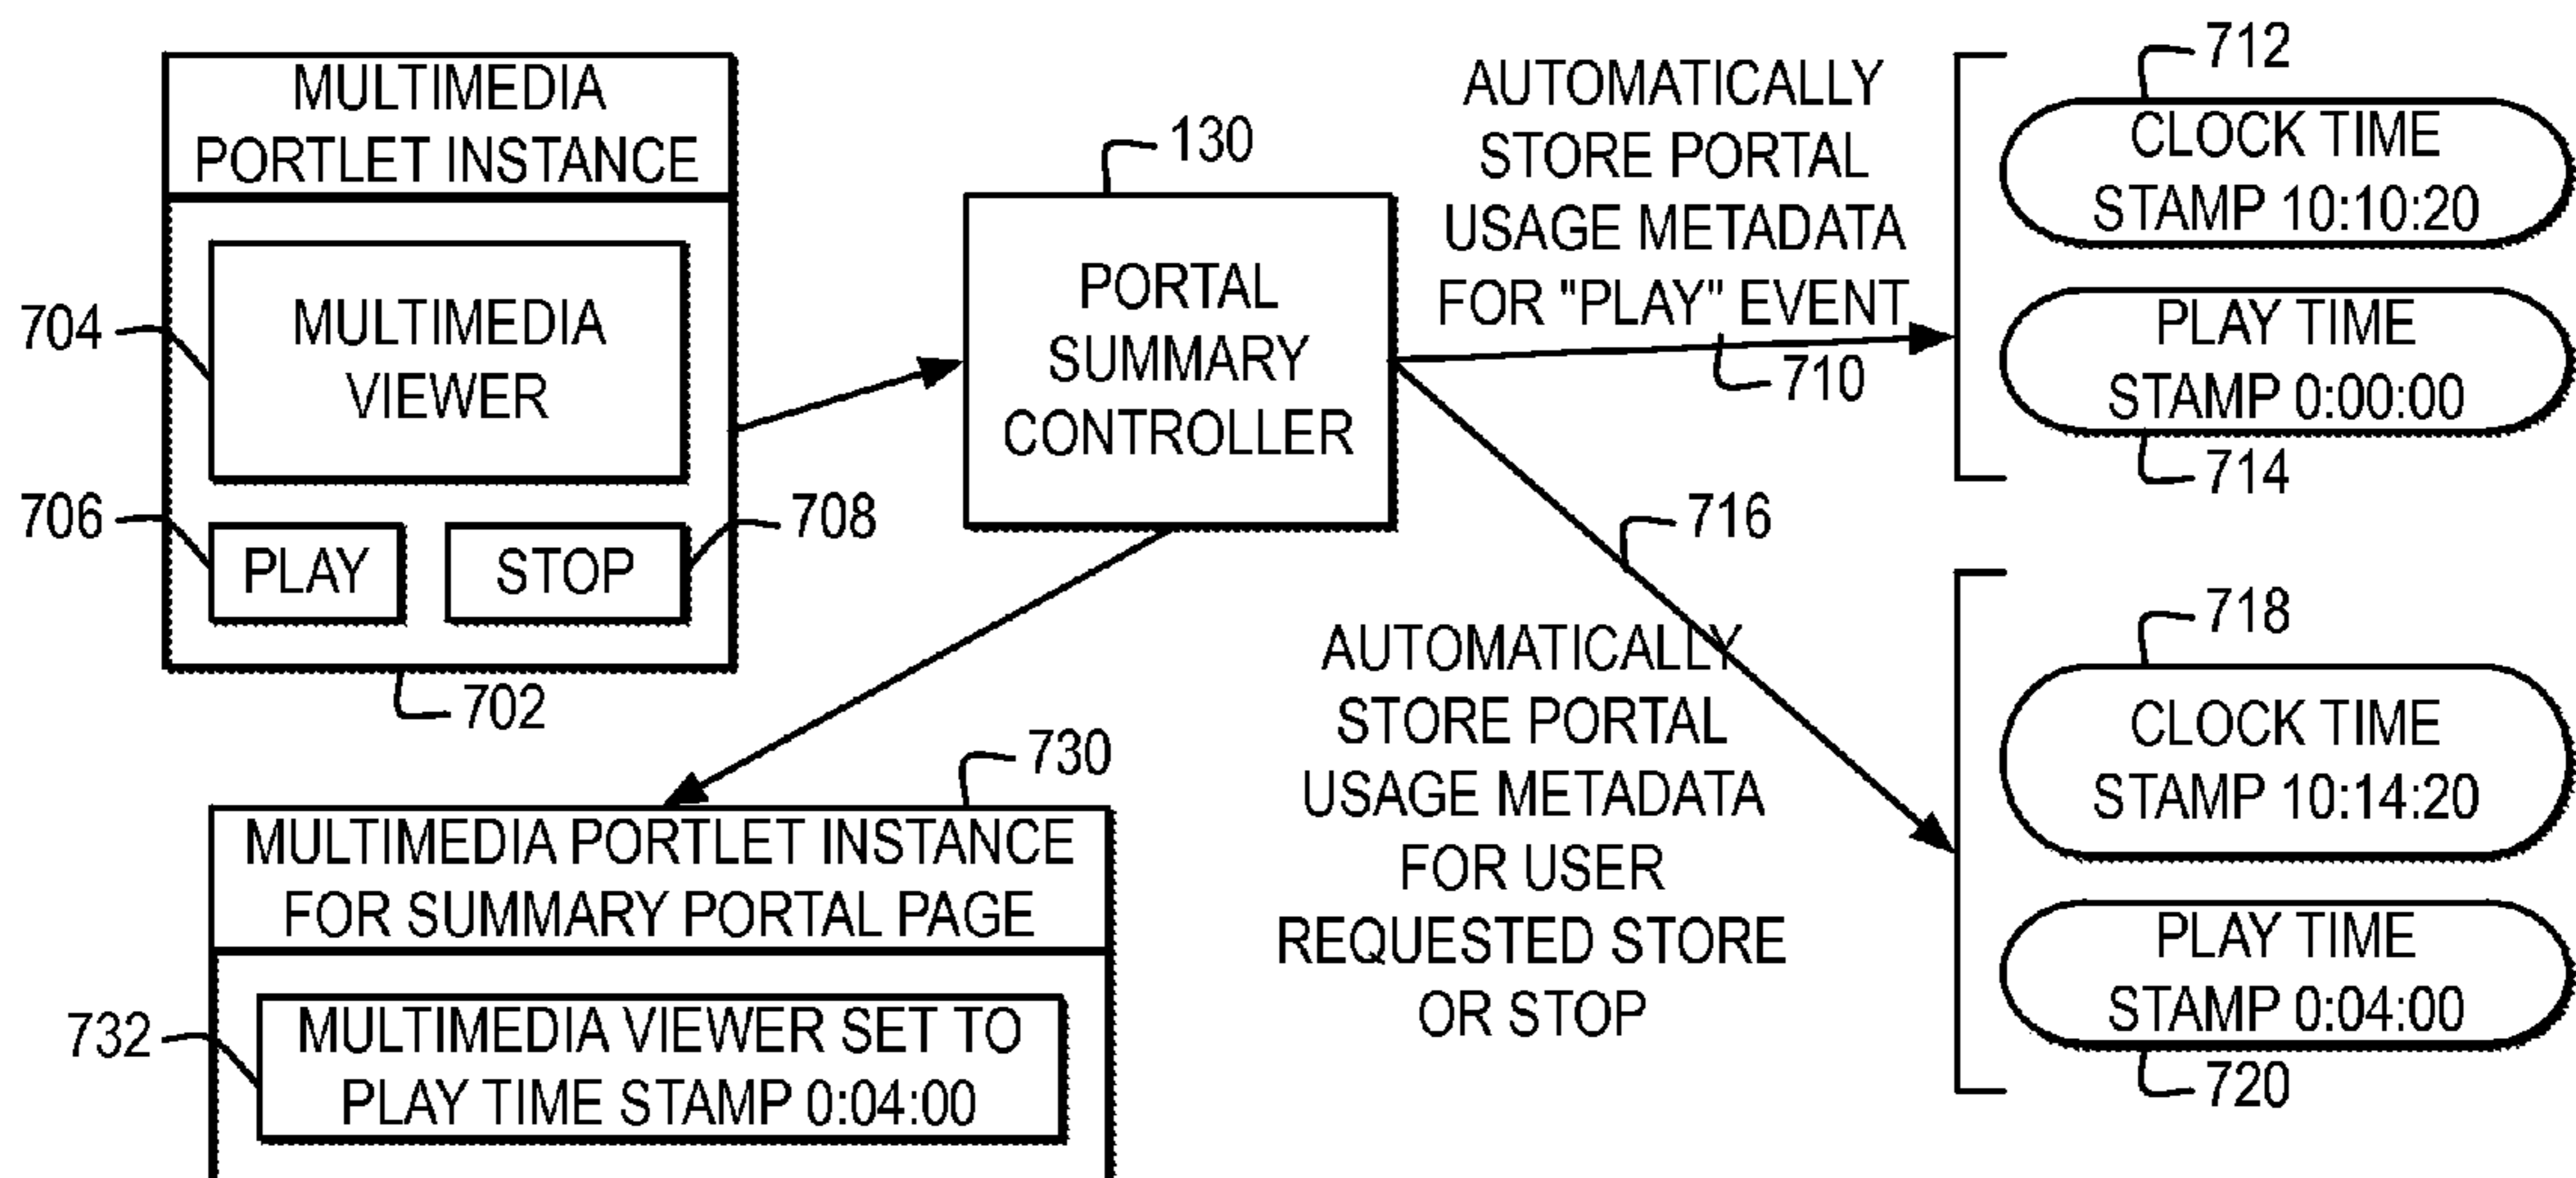 MULTIMEDIA
PORTLET INSTANCE
704
MULTIMEDIA
VIEWER
706
PLAY
STOP
708
702
130
PORTAL
SUMMARY
CONTROLLER
AUTOMATICALLY
STORE PORTAL
USAGE METADATA
FOR "PLAY" EVENT
710
712
CLOCK TIME
STAMP 10:10:20
PLAY TIME
STAMP 0:00:00
714
716
AUTOMATICALLY
STORE PORTAL
USAGE METADATA
FOR USER
REQUESTED STORE
OR STOP
718
CLOCK TIME
STAMP 10:14:20
PLAY TIME
STAMP 0:04:00
720
730
MULTIMEDIA PORTLET INSTANCE
FOR SUMMARY PORTAL PAGE
732
MULTIMEDIA VIEWER SET TO
PLAY TIME STAMP 0:04:00